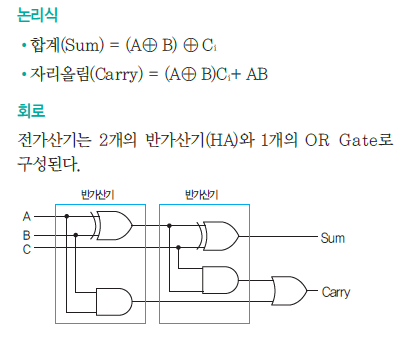 논리식
• 합계(Sum) = (A⊕ B) ⊕ Cᵢ
• 자리올림(Carry) = (A⊕ B)Cᵢ+ AB
회로
전가산기는 2개의 반가산기(HA)와 1개의 OR Gate로
구성된다.
반가산기 반가산기
A
B
C
Sum
Carry